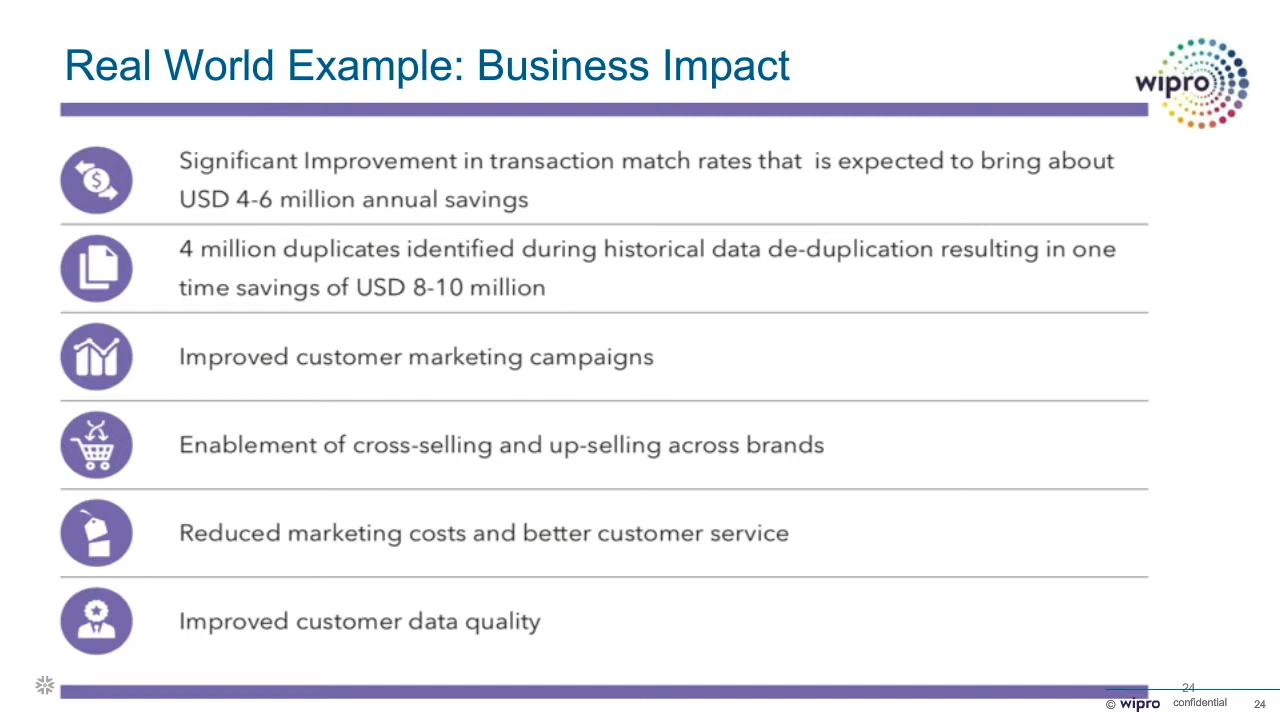 Real World Example: Business Impact
wipro
Significant Improvement in transaction match rates that is expected to bring about
USD 4-6 million annual savings
4 million duplicates identified during historical data de-duplication resulting in one
time savings of USD 8-10 million
Improved customer marketing campaigns
Enablement of cross-selling and up-selling across brands
Reduced marketing costs and better customer service
Improved customer data quality
24
© wipro confidential 24